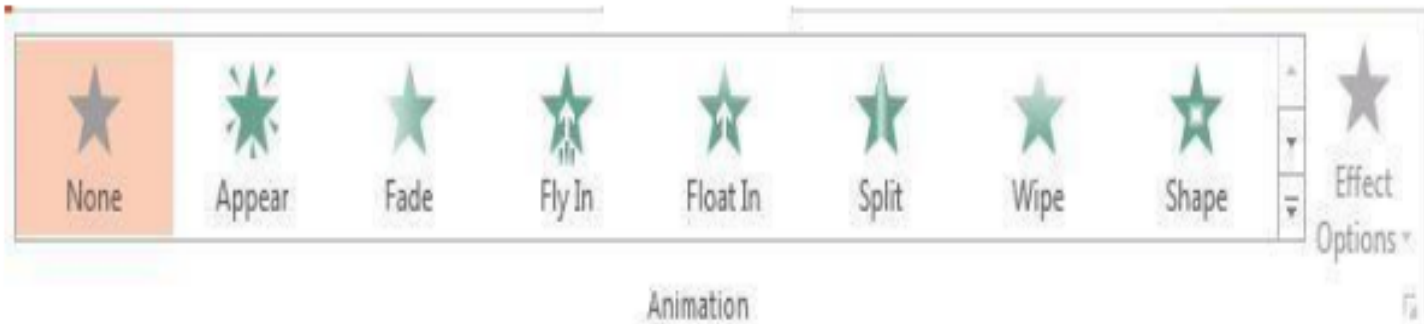 None Appear Fade Fly In Float In Split Wipe Shape
Effect
Options
Animation